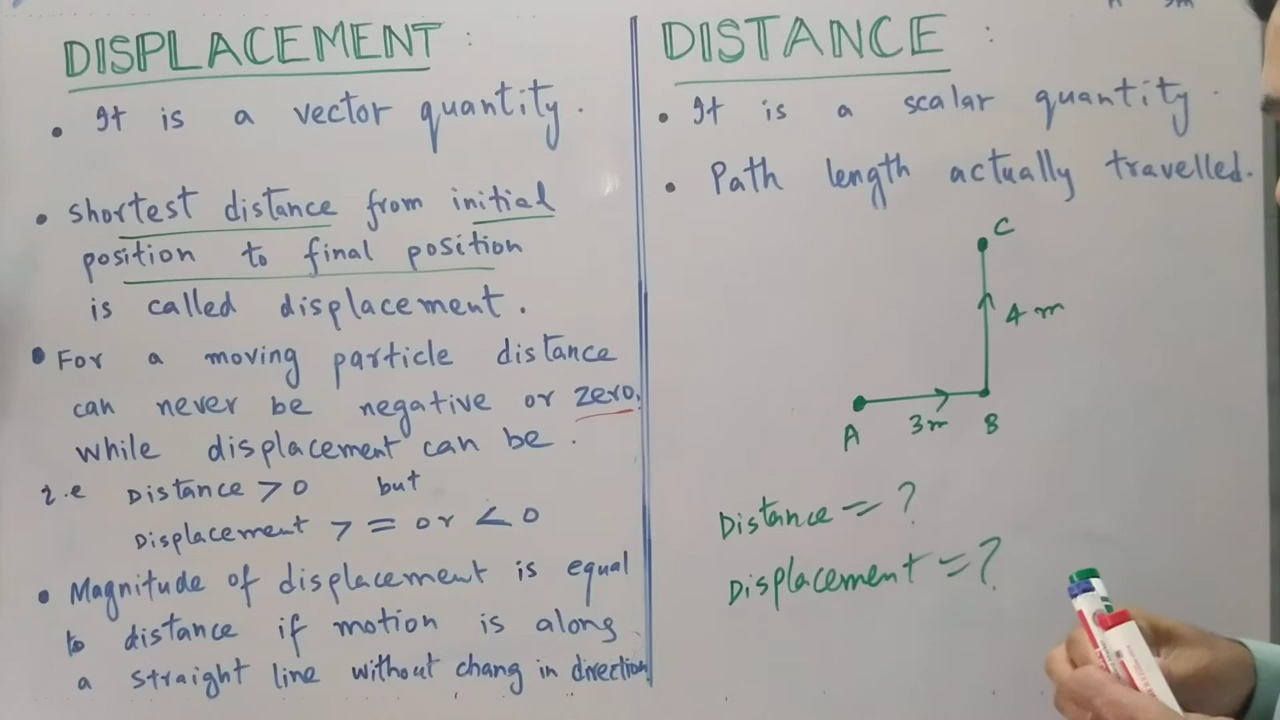 DISPLACEMENT :
• It is a vector quantity.
• Shortest distance from initial
position to final position
is called displacement.
• For a moving particle distance
can never be negative or zero,
while displacement can be.
i.e Distance > 0 but
Displacement > = or < 0
• Magnitude of displacement is equal
to distance if motion is along
a straight line without chang in direction
DISTANCE :
• It is a scalar quantity.
• Path length actually travelled.
C
4 m
A 3m B
Distance = ?
Displacement = ?